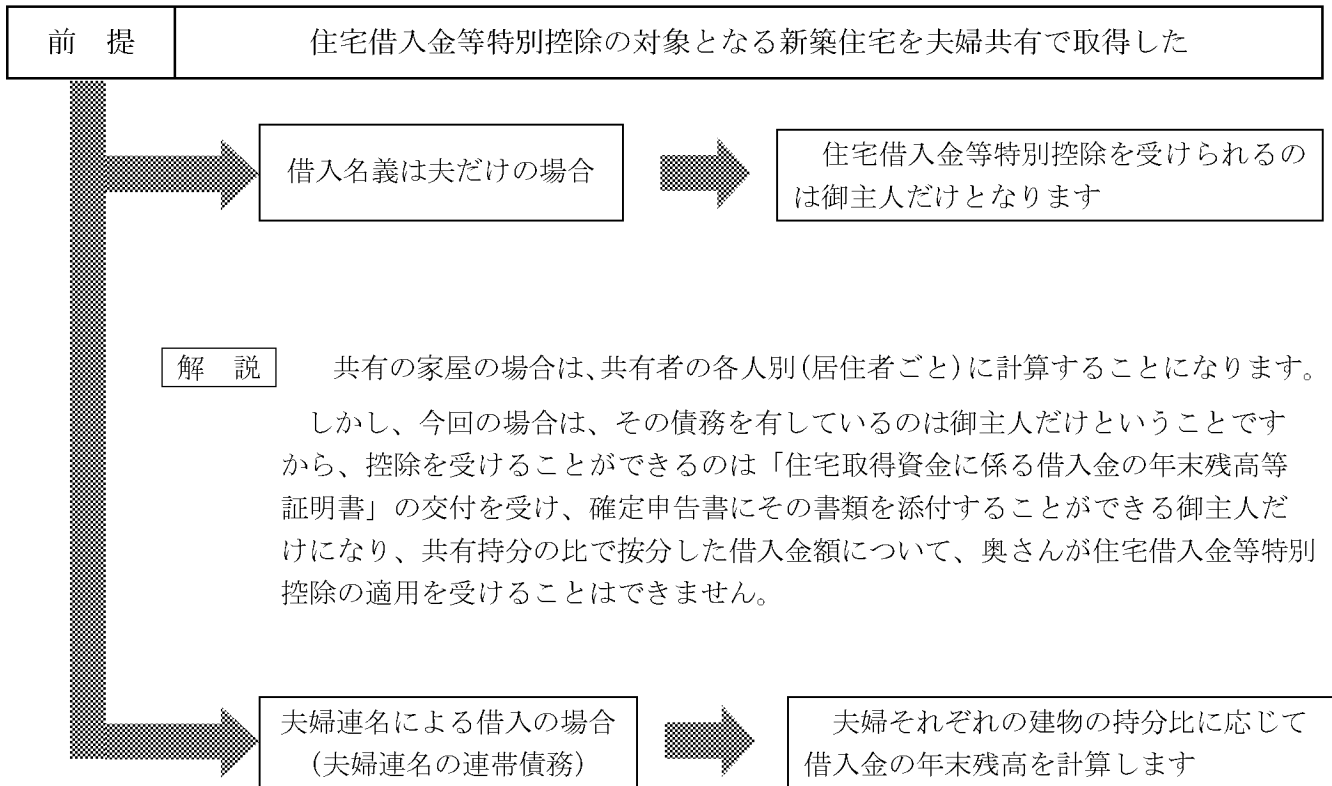 前 提 住宅借入金等特別控除の対象となる新築住宅を夫婦共有で取得した
借入名義は夫だけの場合
住宅借入金等特別控除を受けられるの
は御主人だけとなります
解 説 共有の家屋の場合は、共有者の各人別(居住者ごと)に計算することになります。
しかし、今回の場合は、その債務を有しているのは御主人だけということです
から、控除を受けることができるのは「住宅取得資金に係る借入金の年末残高等
証明書」の交付を受け、確定申告書にその書類を添付することができる御主人だ
けになり、共有持分の比で按分した借入金額について、奥さんが住宅借入金等特別
控除の適用を受けることはできません。
夫婦連名による借入の場合
(夫婦連名の連帯債務)
夫婦それぞれの建物の持分比に応じて
借入金の年末残高を計算します